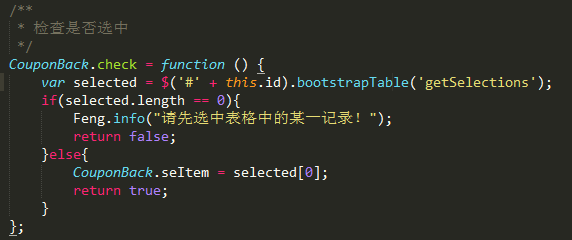 /**
 * 检查是否选中
 */
CouponBack.check = function () {
    var selected = $('#' + this.id).bootstrapTable('getSelections');
    if(selected.length == 0){
        Feng.info("请先选中表格中的某一记录！");
        return false;
    }else{
        CouponBack.seItem = selected[0];
        return true;
    }
};